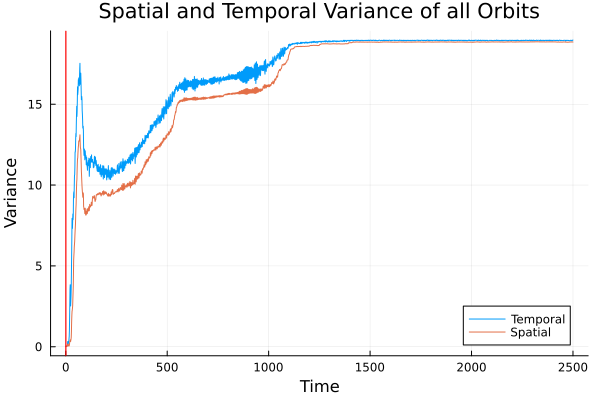 Spatial and Temporal Variance of all Orbits
Variance
15
10
5
0
Temporal
Spatial
0 500 1000 1500 2000 2500
Time